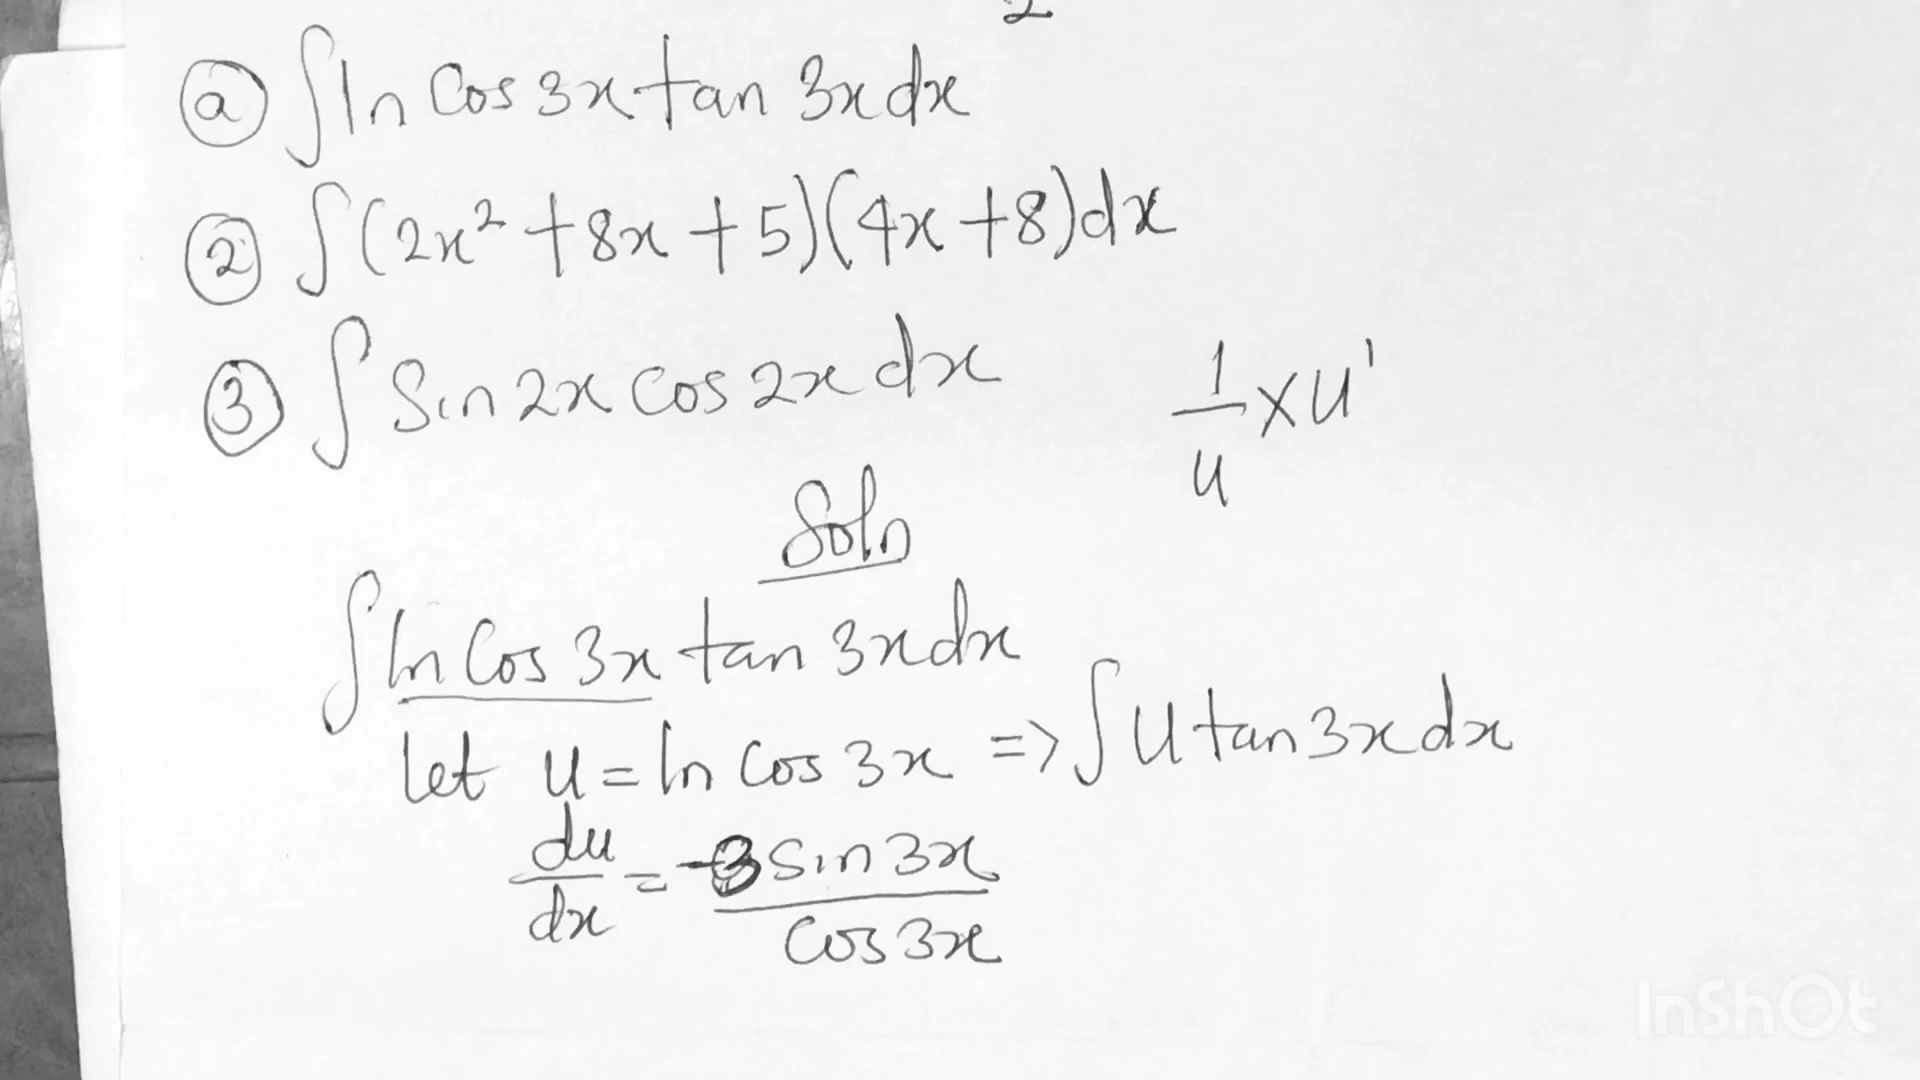 2
ⓐ ∫ln Cos 3x tan 3x dx
② ∫(2x² + 8x + 5)(4x + 8)dx
③ ∫ Sin 2x cos 2x dx
1/u × u'
Soln
∫ln Cos 3x tan 3x dx
let u = ln Cos 3x => ∫ u tan 3x dx
du/dx = -3 sin 3x / cos 3x
InShOt